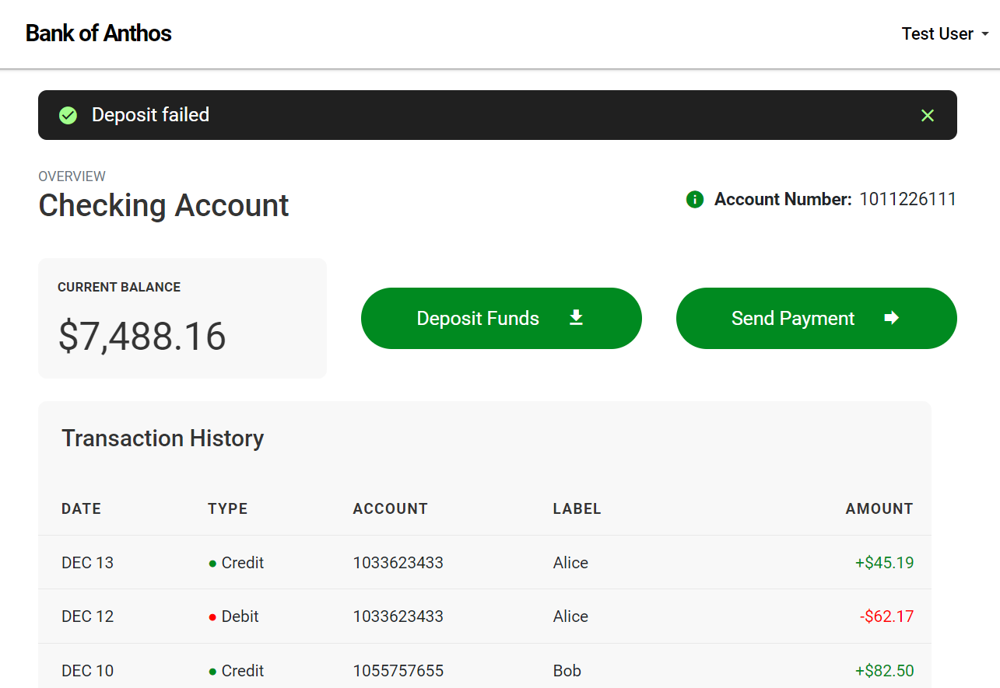 Bank of Anthos
Test User
Deposit failed
OVERVIEW
Checking Account
Account Number: 1011226111
CURRENT BALANCE
$7,488.16
Deposit Funds
Send Payment
Transaction History
DATE TYPE ACCOUNT LABEL AMOUNT
DEC 13 Credit 1033623433 Alice +$45.19
DEC 12 Debit 1033623433 Alice -$62.17
DEC 10 Credit 1055757655 Bob +$82.50